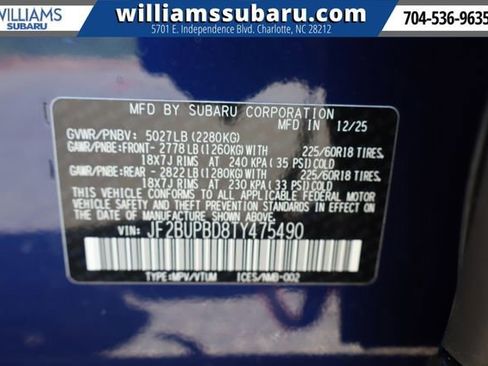 WILLIAMS
SUBARU
williamssubaru.com
5701 E. Independence Blvd. Charlotte, NC 28212
704-536-9635
MFD BY SUBARU CORPORATION
MFD IN 12/25
GVWR/PNBV: 5027LB (2280KG)
GAWR/PNBE:FRONT- 2778LB (1260KG)WITH 225/60R18 TIRES,
18X7J RIMS AT 240 KPA (35 PSI)COLD
GAWR/PNBE:REAR - 2822LB (1280KG)WITH 225/60R18 TIRES,
18X7J RIMS AT 230 KPA (33 PSI)COLD
THIS VEHICLE CONFORMS TO ALL APPLICABLE FEDERAL MOTOR
VEHICLE SAFETY AND THEFT PREVENTION STANDARDS
IN EFFECT ON THE DATE OF MANUFACTURE SHOWN ABOVE.
VIN: JF2BUPBD8TY475490
TYPE:MPV/VTUM ICES/NMB-002